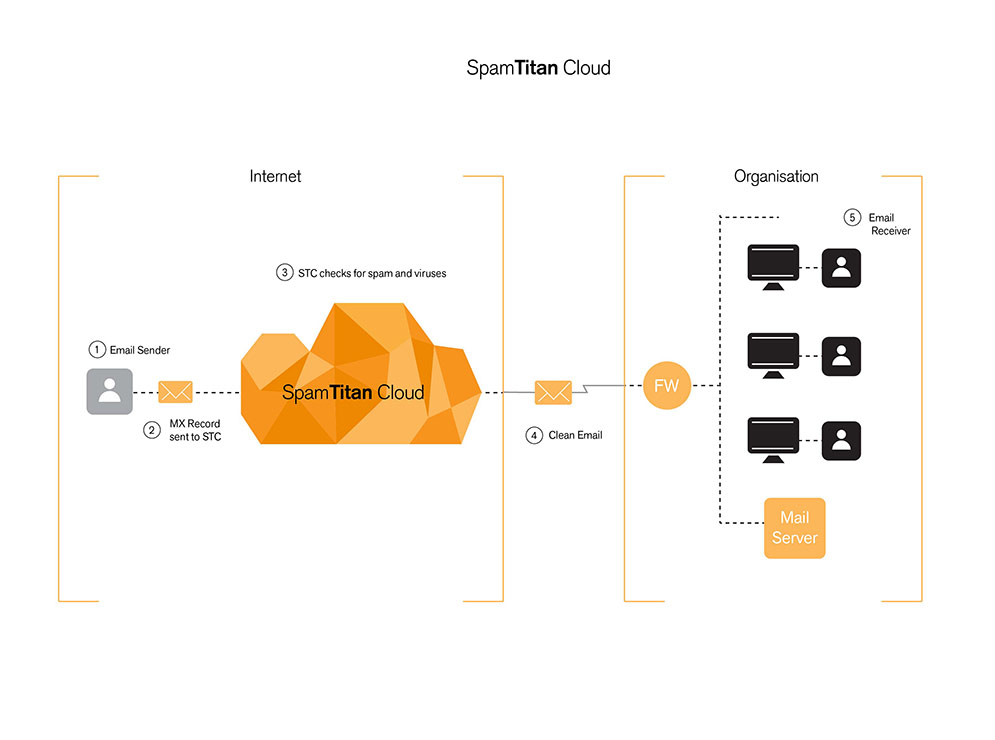 SpamTitan Cloud
Internet
Organisation
5 Email
Receiver
3 STC checks for spam and viruses
1 Email Sender
SpamTitan Cloud
FW
2 MX Record
sent to STC
4 Clean Email
Mail
Server